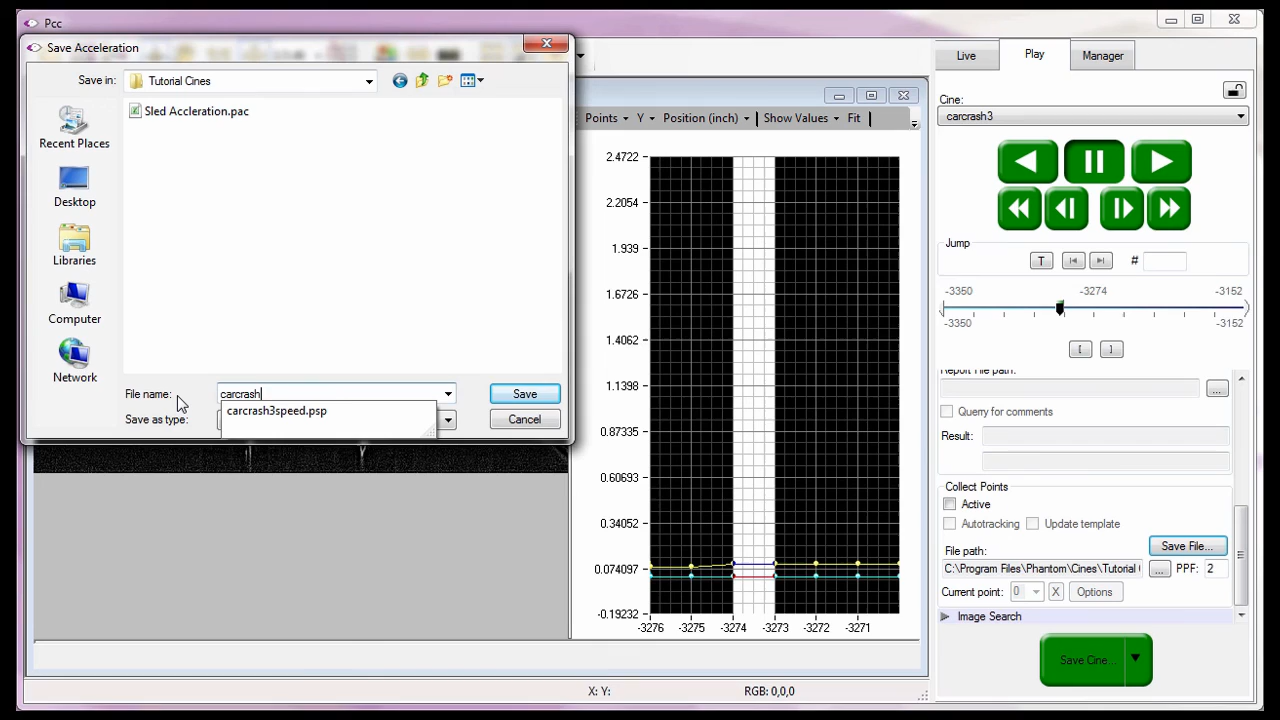 Pcc
Save Acceleration
Save in:
Tutorial Cines
Sled Accleration.pac
Recent Places
Desktop
Libraries
Computer
Network
File name:
carcrash
Save
carcrash3speed.psp
Save as type:
Cancel
Points
Y
Position (inch)
Show Values
Fit
2.4722
2.2054
1.939
1.6726
1.4062
1.1398
0.87335
0.60693
0.34052
0.074097
-0.19232
-3276
-3275
-3274
-3273
-3272
-3271
X: Y:
RGB: 0,0,0
Live
Play
Manager
Cine:
carcrash3
Jump
T
#
-3350
-3274
-3152
-3350
-3152
[
]
Report File path:
...
Querry for comments
Result:
Collect Points
Active
Autotracking
Update template
File path:
Save File...
C:\Program Files\Phantom\Cines\Tutorial
...
PPF:
2
Current point:
0
X
Options
Image Search
Save Cine...